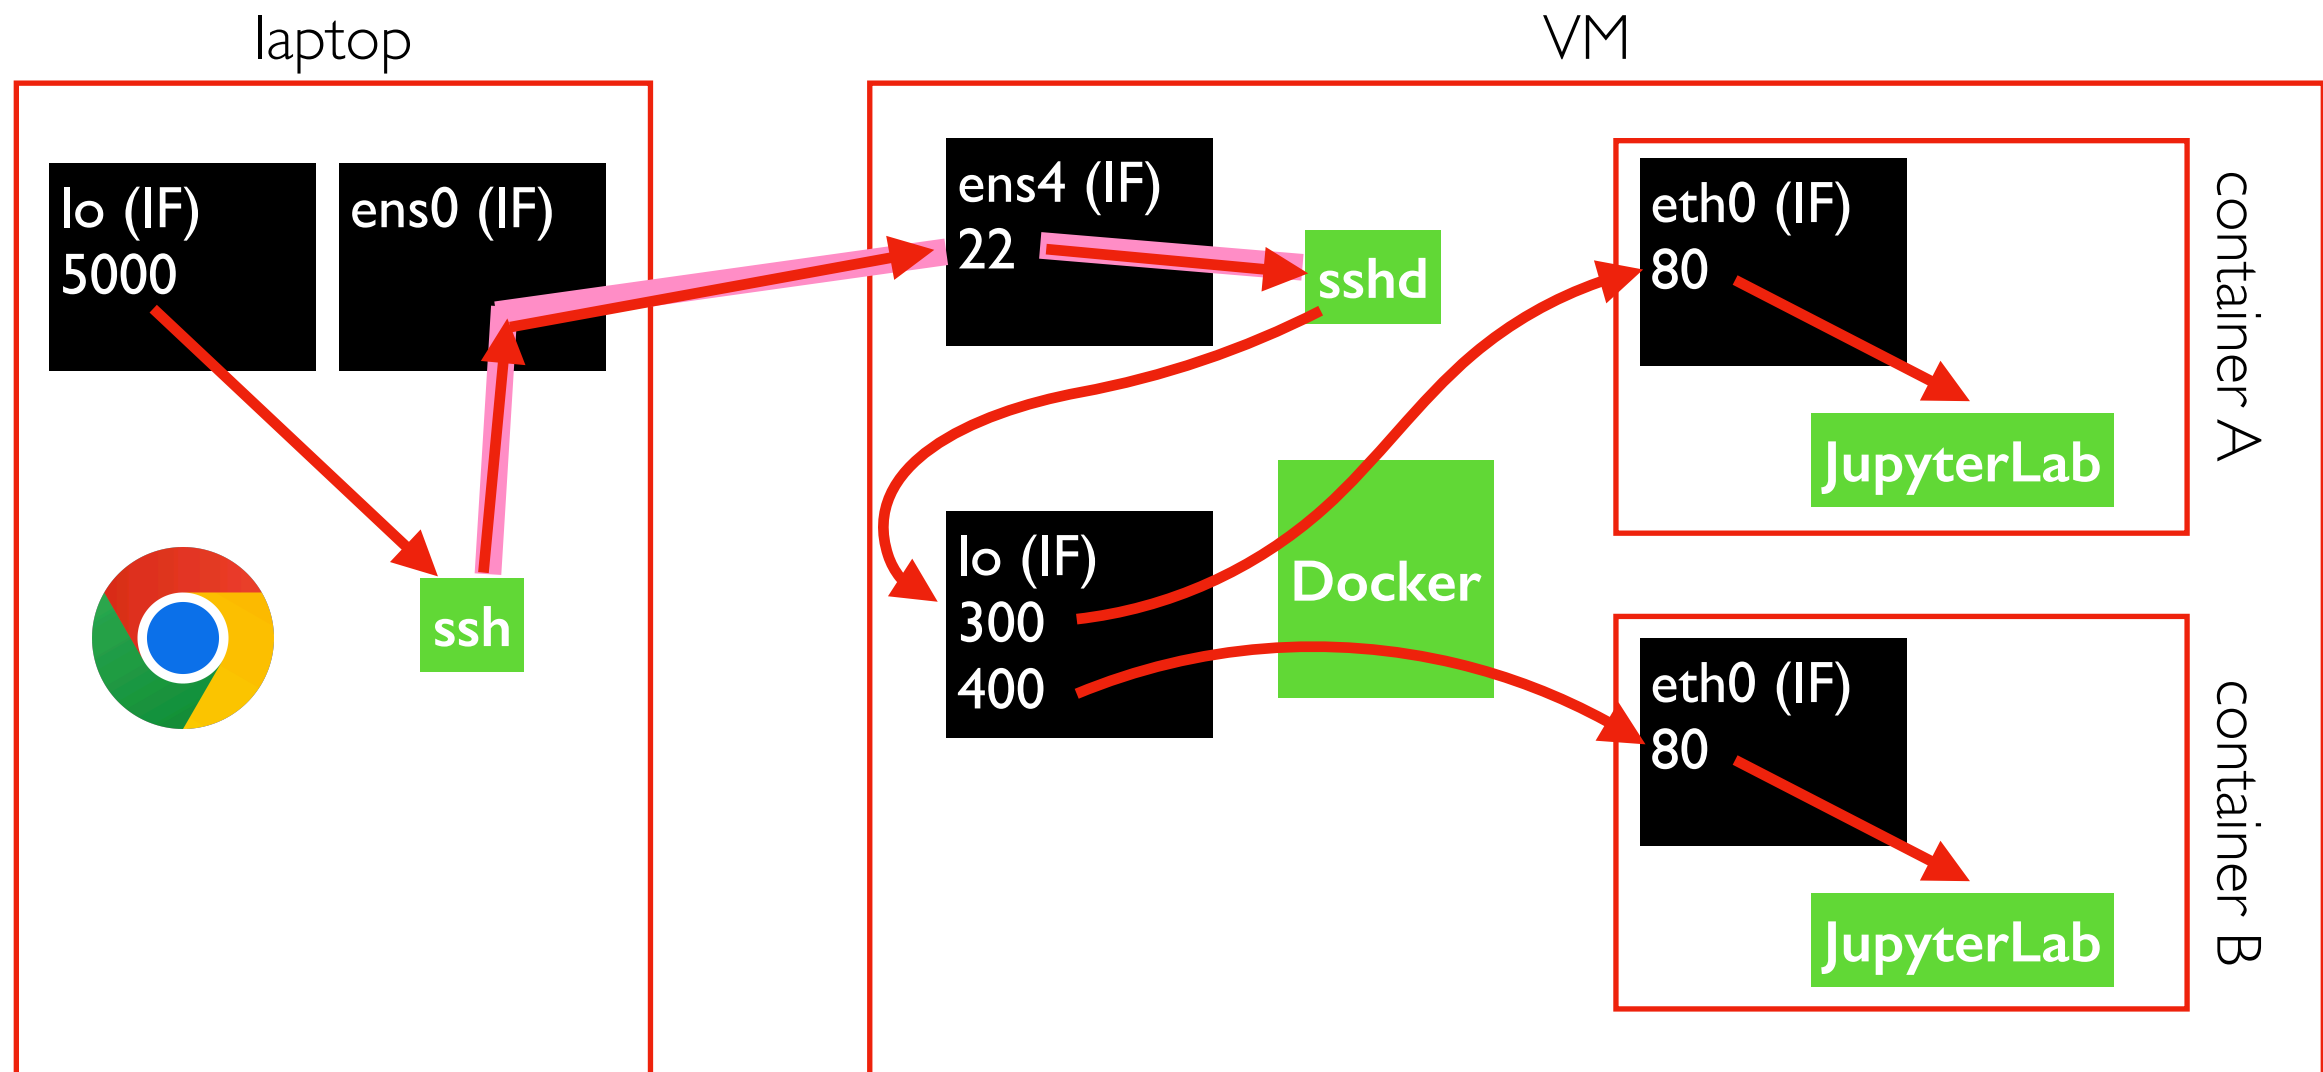 laptop
lo (IF)
5000
ens0 (IF)
ssh
VM
ens4 (IF)
22
sshd
lo (IF)
300
400
Docker
eth0 (IF)
80
JupyterLab
container A
eth0 (IF)
80
JupyterLab
container B